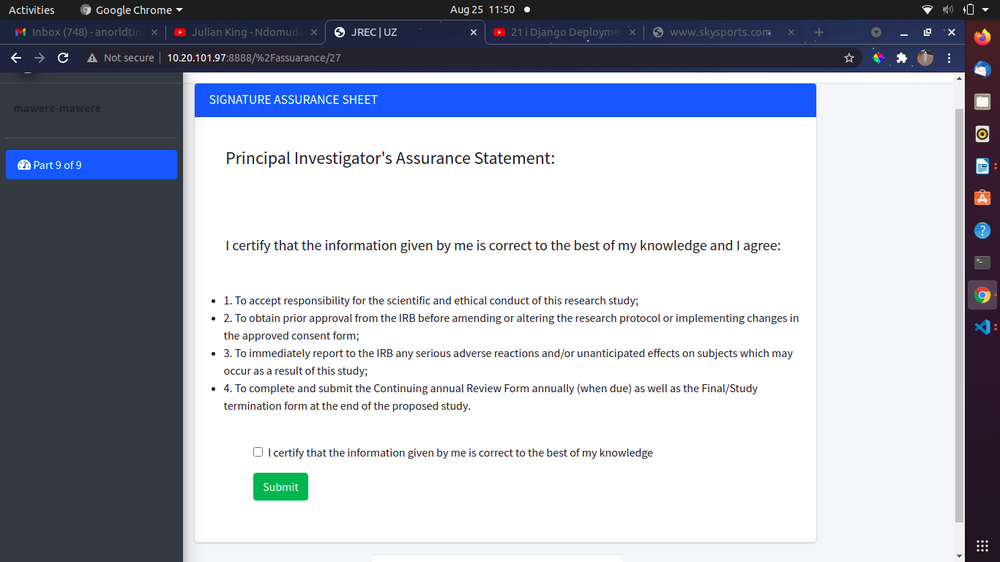 Activities
Google Chrome
Aug 25 11:50
Inbox (748) - anorldtin
Julian King - Ndomuda
JREC | UZ
21 i Django Deployme
www.skysports.com
Not secure
10.20.101.97:8888/%2Fassuarance/27
mawere-mawere
Part 9 of 9
SIGNATURE ASSURANCE SHEET
Principal Investigator's Assurance Statement:
I certify that the information given by me is correct to the best of my knowledge and I agree:
1. To accept responsibility for the scientific and ethical conduct of this research study;
2. To obtain prior approval from the IRB before amending or altering the research protocol or implementing changes in
the approved consent form;
3. To immediately report to the IRB any serious adverse reactions and/or unanticipated effects on subjects which may
occur as a result of this study;
4. To complete and submit the Continuing annual Review Form annually (when due) as well as the Final/Study
termination form at the end of the proposed study.
I certify that the information given by me is correct to the best of my knowledge
Submit